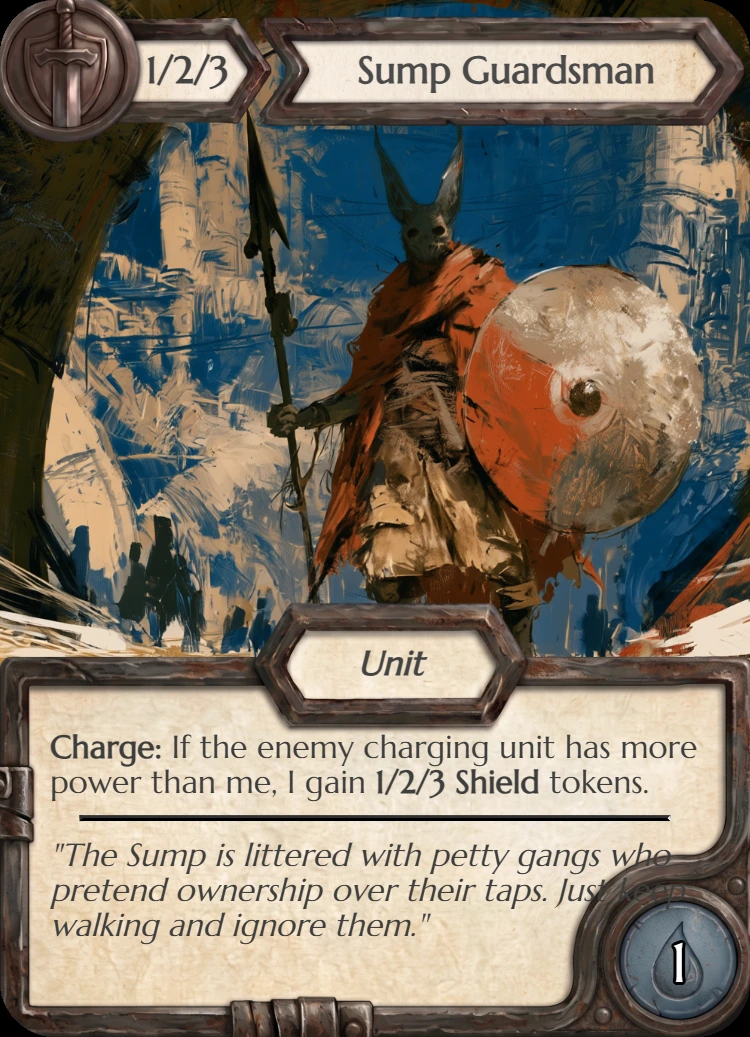 1/2/3
Sump Guardsman
Unit
Charge: If the enemy charging unit has more
power than me, I gain 1/2/3 Shield tokens.
"The Sump is littered with petty gangs who
pretend ownership over their taps. Just keep
walking and ignore them."
1